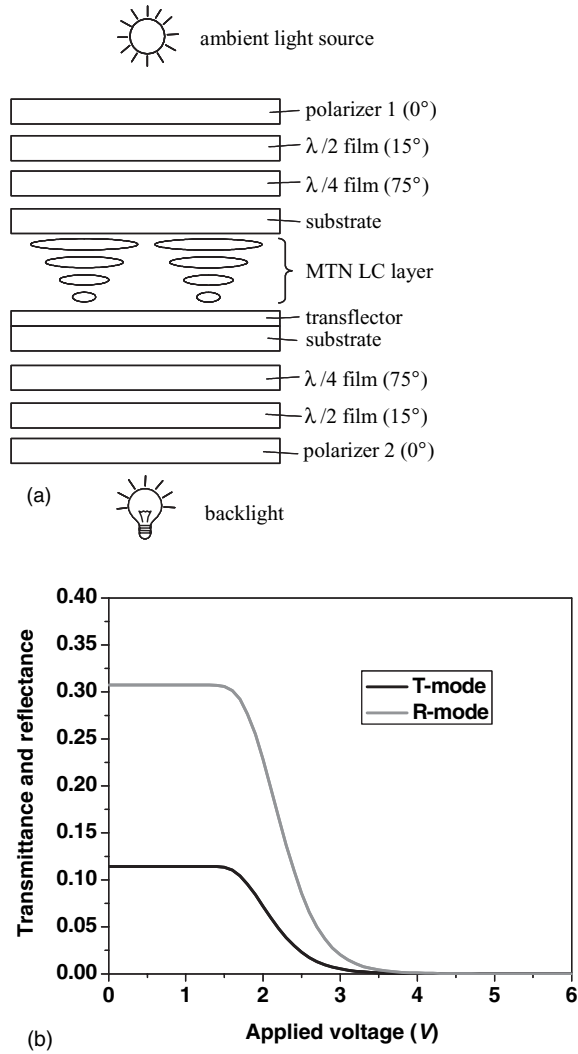 ambient light source
polarizer 1 (0°)
λ/2 film (15°)
λ/4 film (75°)
substrate
MTN LC layer
transflector
substrate
λ/4 film (75°)
λ/2 film (15°)
polarizer 2 (0°)
(a)
backlight
0.40
0.35
0.30
0.25
0.20
0.15
0.10
0.05
0.00
Transmittance and reflectance
T-mode
R-mode
0 1 2 3 4 5 6
Applied voltage (V)
(b)